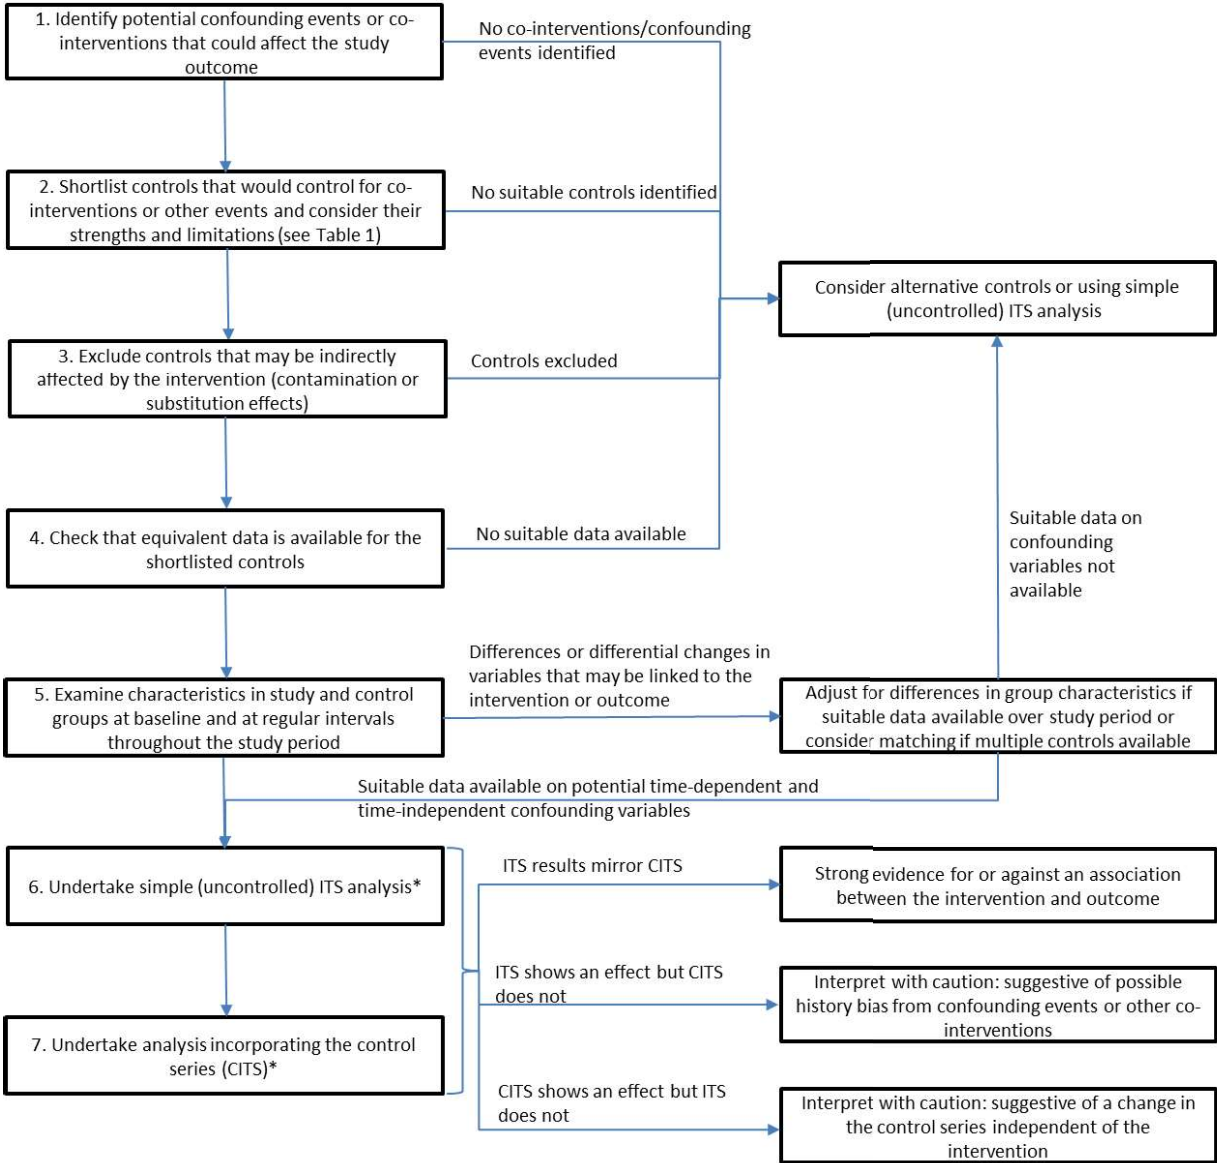 1. Identify potential confounding events or co-
interventions that could affect the study
outcome
No co-interventions/confounding
events identified
2. Shortlist controls that would control for co-
interventions or other events and consider their
strengths and limitations (see Table 1)
No suitable controls identified
Consider alternative controls or using simple
(uncontrolled) ITS analysis
3. Exclude controls that may be indirectly
affected by the intervention (contamination or
substitution effects)
Controls excluded
4. Check that equivalent data is available for the
shortlisted controls
No suitable data available
Suitable data on
confounding
variables not
available
5. Examine characteristics in study and control
groups at baseline and at regular intervals
throughout the study period
Differences or differential changes in
variables that may be linked to the
intervention or outcome
Adjust for differences in group characteristics if
suitable data available over study period or
consider matching if multiple controls available
Suitable data available on potential time-dependent and
time-independent confounding variables
6. Undertake simple (uncontrolled) ITS analysis*
ITS results mirror CITS
Strong evidence for or against an association
between the intervention and outcome
ITS shows an effect but CITS
does not
Interpret with caution: suggestive of possible
history bias from confounding events or other co-
interventions
7. Undertake analysis incorporating the control
series (CITS)*
CITS shows an effect but ITS
does not
Interpret with caution: suggestive of a change in
the control series independent of the
intervention